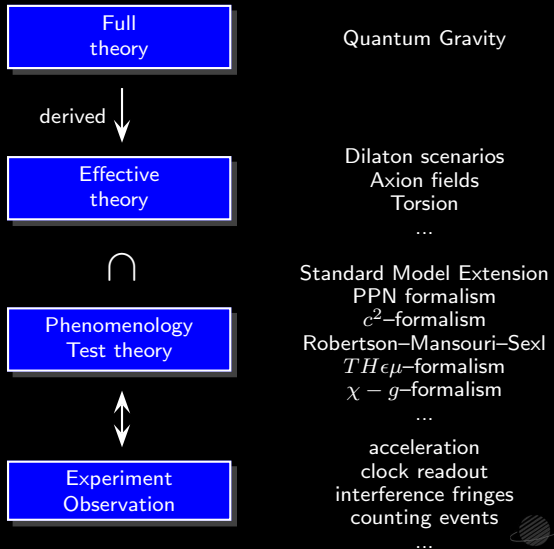 Full
theory
Quantum Gravity
derived
Effective
theory
Dilaton scenarios
Axion fields
Torsion
...
∩
Phenomenology
Test theory
Standard Model Extension
PPN formalism
c²–formalism
Robertson–Mansouri–Sexl
THϵμ–formalism
χ − g–formalism
...
Experiment
Observation
acceleration
clock readout
interference fringes
counting events
...